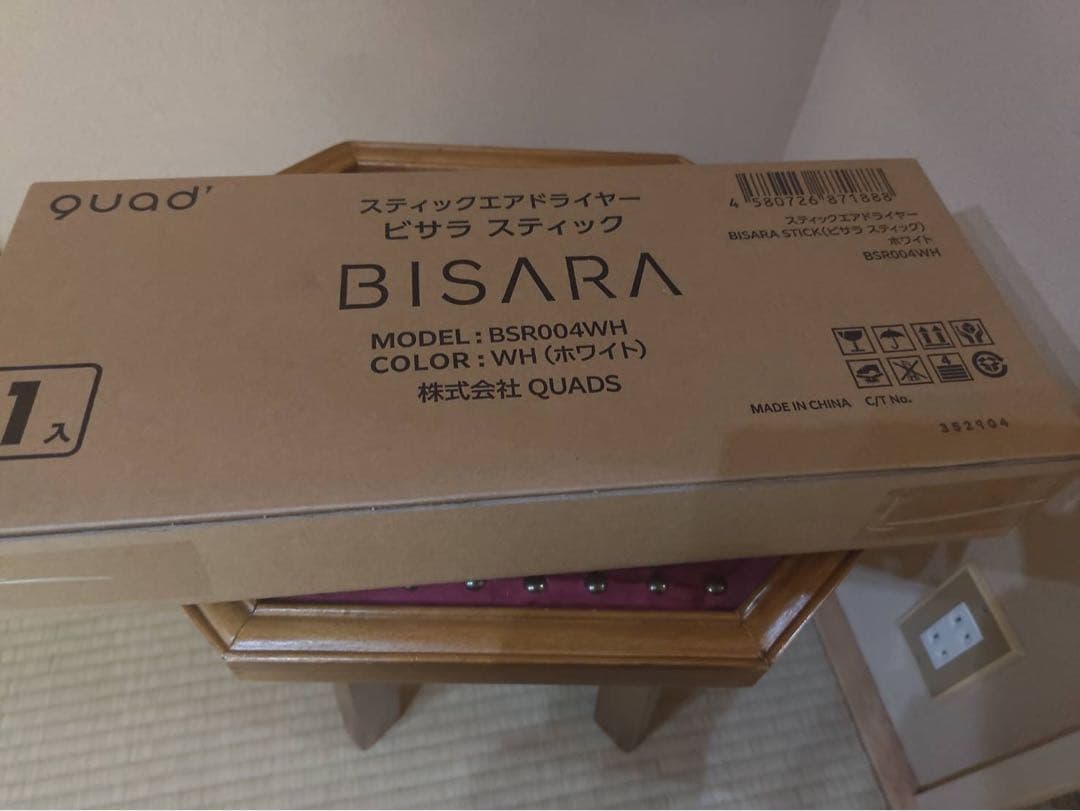 quads
スティックエアドライヤー
ビサラ スティック
BISARA
MODEL : BSR004WH
COLOR : WH (ホワイト)
株式会社 QUADS
4 580726 871888
スティックエアドライヤー
BISARA STICK(ビサラ スティック)
ホワイト
BSR004WH
4
MADE IN CHINA C/T No.
352904
1入